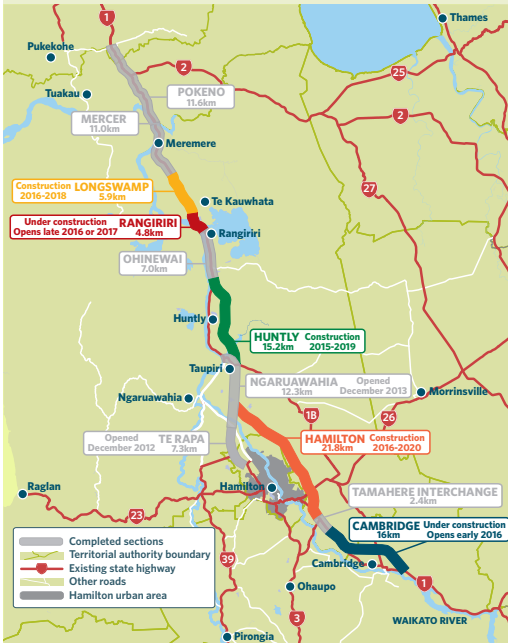 1
Thames
Pukekohe
2
25
POKENO
11.6km
Tuakau
2
MERCER
11.0km
Meremere
Construction LONGSWAMP
2016-2018 5.9km
27
Te Kauwhata
Under construction RANGIRIRI
Opens late 2016 or 2017 4.8km
Rangiriri
OHINEWAI
7.0km
Huntly
HUNTLY Construction
15.2km 2015-2019
Taupiri
NGARUAWAHIA Opened
12.3km December 2013
Morrinsville
Ngaruawahia
1B
26
Opened TE RAPA
December 2012 7.3km
HAMILTON Construction
21.8km 2016-2020
Raglan
Hamilton
TAMAHERE INTERCHANGE
2.4km
23
CAMBRIDGE Under construction
16km Opens early 2016
Completed sections
Territorial authority boundary
Existing state highway
Other roads
Hamilton urban area
39
Cambridge
1
Ohaupo
3
WAIKATO RIVER
Pirongia